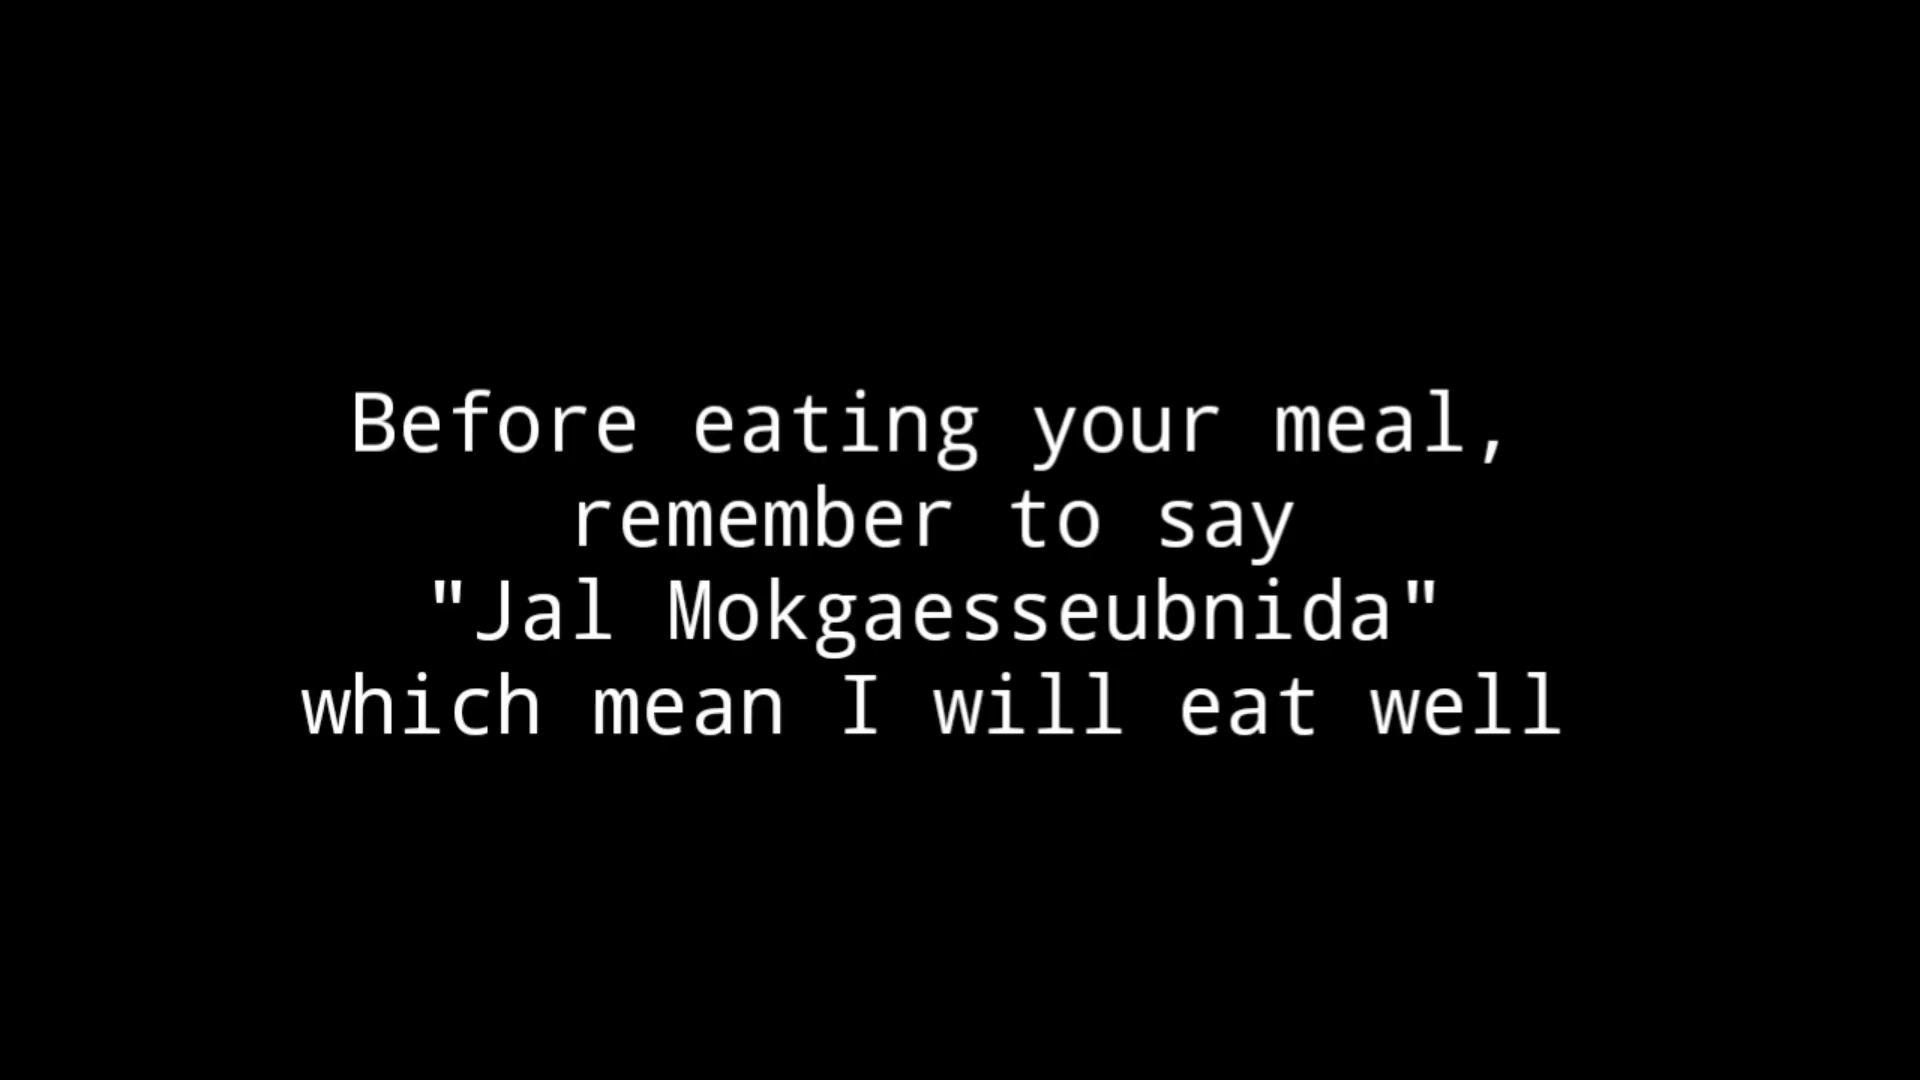 Before eating your meal,
remember to say
"Jal Mokgaesseubnida"
which mean I will eat well